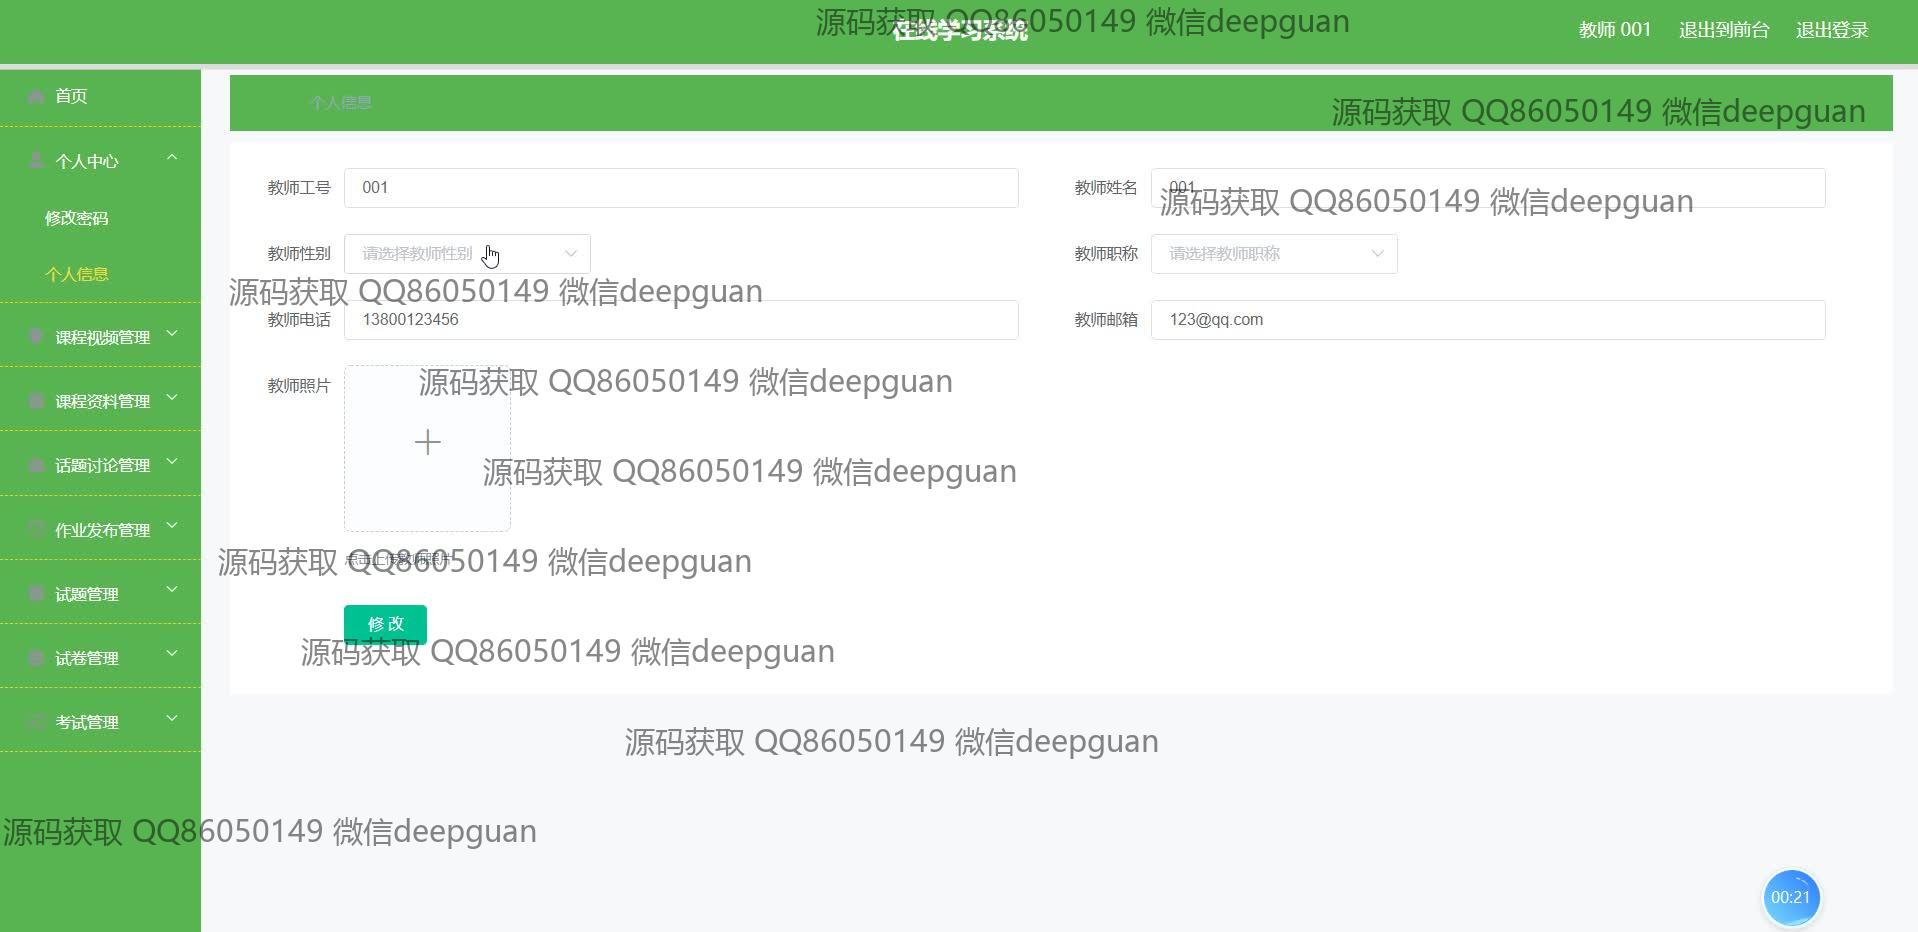 源码获取 QQ86050149 微信deepguan
在线学习系统
教师 001
退出到前台
退出登录
首页
个人信息
源码获取 QQ86050149 微信deepguan
个人中心
教师工号
001
教师姓名
001
源码获取 QQ86050149 微信deepguan
修改密码
教师性别
请选择教师性别
教师职称
请选择教师职称
个人信息
源码获取 QQ86050149 微信deepguan
教师电话
13800123456
教师邮箱
123@qq.com
课程视频管理
教师照片
源码获取 QQ86050149 微信deepguan
课程资料管理
话题讨论管理
源码获取 QQ86050149 微信deepguan
作业发布管理
点击上传教师照片
源码获取 QQ86050149 微信deepguan
试题管理
修改
源码获取 QQ86050149 微信deepguan
试卷管理
考试管理
源码获取 QQ86050149 微信deepguan
源码获取 QQ86050149 微信deepguan
00:21